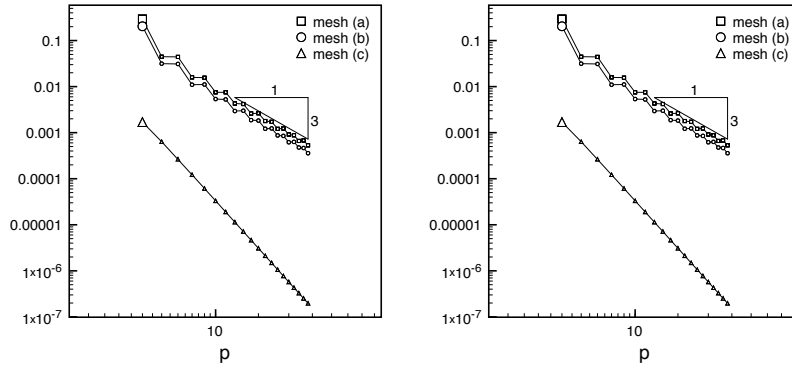 mesh (a)
mesh (b)
mesh (c)
0.1
0.01
0.001
0.0001
0.00001
1x10-6
1x10-7
1
3
10
p
mesh (a)
mesh (b)
mesh (c)
0.1
0.01
0.001
0.0001
0.00001
1x10-6
1x10-7
1
3
10
p